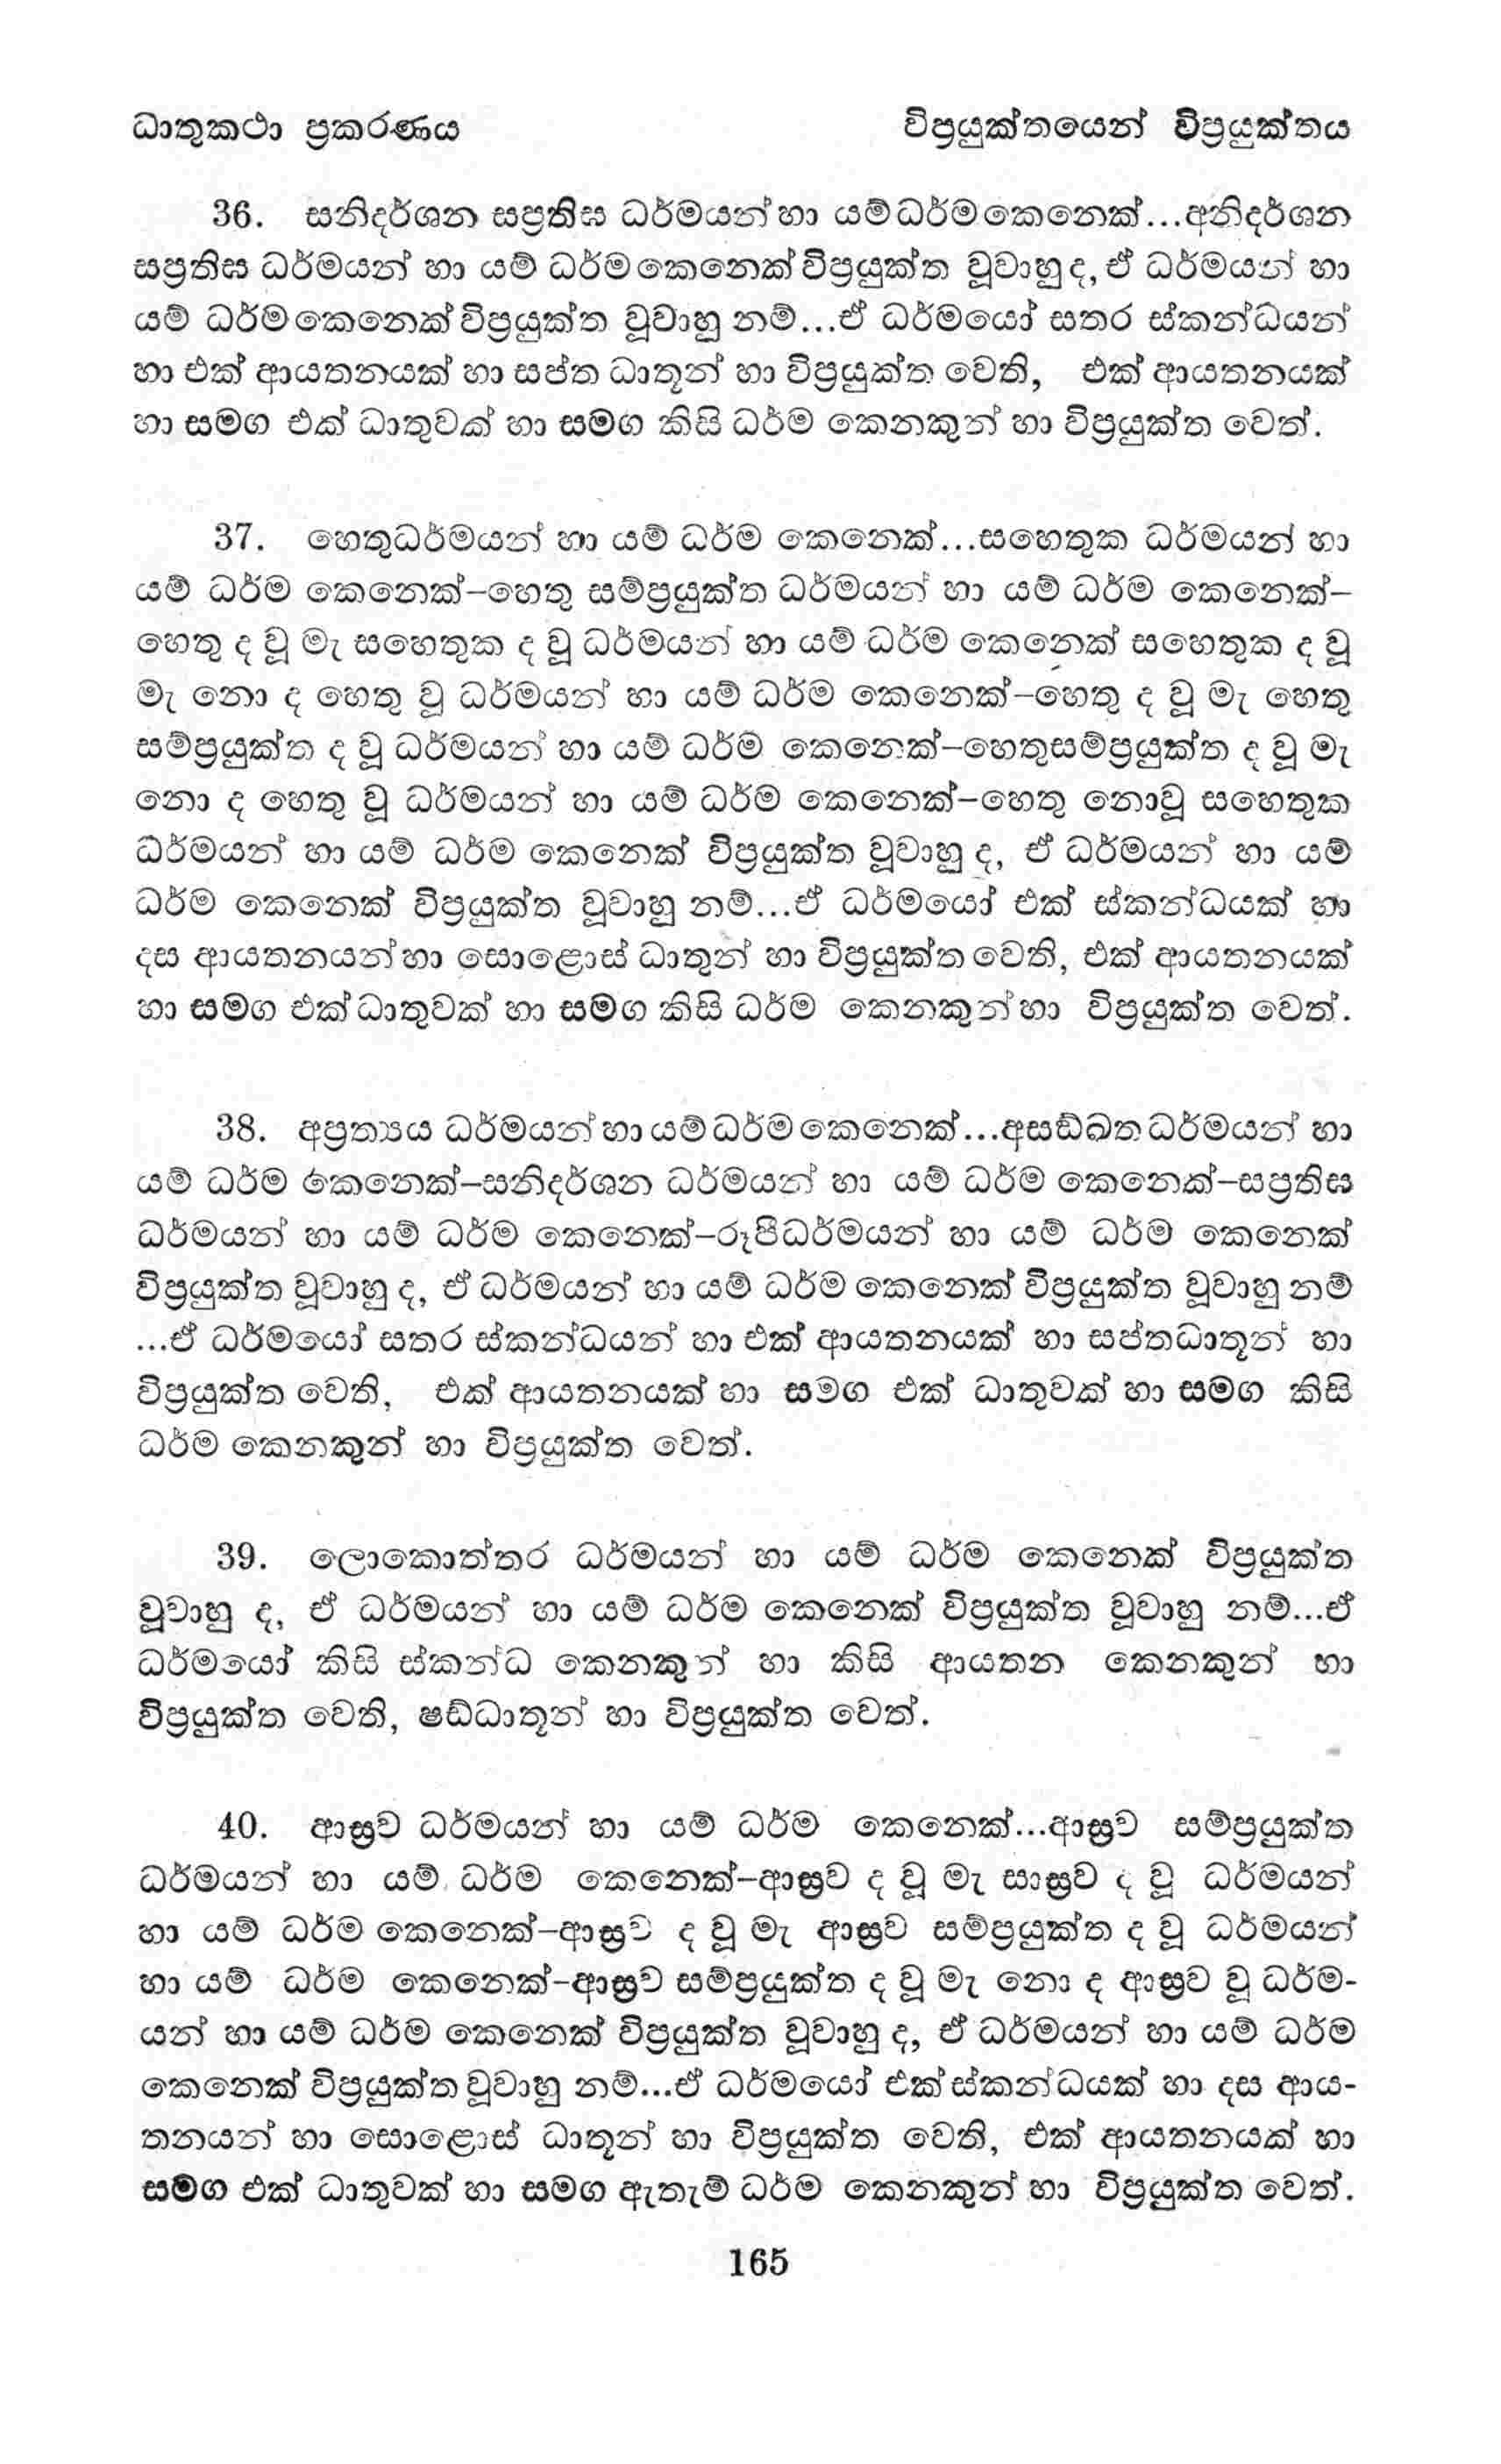 ධාතුකථා ප්‍රකරණය
විප්‍රයුක්තයෙන් විප්‍රයුක්තය
36. සනිදර්ශන සප්‍රතිඝ ධර්මයන් හා යම් ධර්ම කෙනෙක්...අනිදර්ශන
සප්‍රතිඝ ධර්මයන් හා යම් ධර්ම කෙනෙක් විප්‍රයුක්ත වූවාහු ද, ඒ ධර්මයන් හා
යම් ධර්ම කෙනෙක් විප්‍රයුක්ත වූවාහු නම්...ඒ ධර්මයෝ සතර ස්කන්ධයන්
හා එක් ආයතනයක් හා සප්ත ධාතූන් හා විප්‍රයුක්ත වෙති, එක් ආයතනයක්
හා සමග එක් ධාතුවක් හා සමග කිසි ධර්ම කෙනකුන් හා විප්‍රයුක්ත වෙත්.
37. හෙතුධර්මයන් හා යම් ධර්ම කෙනෙක්...සහෙතුක ධර්මයන් හා
යම් ධර්ම කෙනෙක්–හෙතු සම්ප්‍රයුක්ත ධර්මයන් හා යම් ධර්ම කෙනෙක්–
හෙතු ද වූ මැ සහෙතුක ද වූ ධර්මයන් හා යම් ධර්ම කෙනෙක් සහෙතුක ද වූ
මැ නො ද හෙතු වූ ධර්මයන් හා යම් ධර්ම කෙනෙක්–හෙතු ද වූ මැ හෙතු
සම්ප්‍රයුක්ත ද වූ ධර්මයන් හා යම් ධර්ම කෙනෙක්–හෙතුසම්ප්‍රයුක්ත ද වූ මැ
නො ද හෙතු වූ ධර්මයන් හා යම් ධර්ම කෙනෙක්–හෙතු නොවූ සහෙතුක
ධර්මයන් හා යම් ධර්ම කෙනෙක් විප්‍රයුක්ත වූවාහු ද, ඒ ධර්මයන් හා යම්
ධර්ම කෙනෙක් විප්‍රයුක්ත වූවාහු නම්...ඒ ධර්මයෝ එක් ස්කන්ධයක් හා
දස ආයතනයන් හා සොළොස් ධාතුන් හා විප්‍රයුක්ත වෙති, එක් ආයතනයක්
හා සමග එක් ධාතුවක් හා සමග කිසි ධර්ම කෙනකුන් හා විප්‍රයුක්ත වෙත්.
38. අප්‍රත්‍යය ධර්මයන් හා යම් ධර්ම කෙනෙක්...අසඞ්ඛත ධර්මයන් හා
යම් ධර්ම කෙනෙක්–සනිදර්ශන ධර්මයන් හා යම් ධර්ම කෙනෙක්–සප්‍රතිඝ
ධර්මයන් හා යම් ධර්ම කෙනෙක්–රූපීධර්මයන් හා යම් ධර්ම කෙනෙක්
විප්‍රයුක්ත වූවාහු ද, ඒ ධර්මයන් හා යම් ධර්ම කෙනෙක් විප්‍රයුක්ත වූවාහු නම්
...ඒ ධර්මයෝ සතර ස්කන්ධයන් හා එක් ආයතනයක් හා සප්තධාතූන් හා
විප්‍රයුක්ත වෙති, එක් ආයතනයක් හා සමග එක් ධාතුවක් හා සමග කිසි
ධර්ම කෙනකුන් හා විප්‍රයුක්ත වෙත්.
39. ලොකොත්තර ධර්මයන් හා යම් ධර්ම කෙනෙක් විප්‍රයුක්ත
වූවාහු ද, ඒ ධර්මයන් හා යම් ධර්ම කෙනෙක් විප්‍රයුක්ත වූවාහු නම්...ඒ
ධර්මයෝ කිසි ස්කන්ධ කෙනකුන් හා කිසි ආයතන කෙනකුන් හා
විප්‍රයුක්ත වෙති, ෂඩ්ධාතූන් හා විප්‍රයුක්ත වෙත්.
40. ආස්‍රව ධර්මයන් හා යම් ධර්ම කෙනෙක්...ආස්‍රව සම්ප්‍රයුක්ත
ධර්මයන් හා යම් ධර්ම කෙනෙක්–ආස්‍රව ද වූ මැ සාස්‍රව ද වූ ධර්මයන්
හා යම් ධර්ම කෙනෙක්–ආස්‍රව ද වූ මැ ආස්‍රව සම්ප්‍රයුක්ත ද වූ ධර්මයන්
හා යම් ධර්ම කෙනෙක්–ආස්‍රව සම්ප්‍රයුක්ත ද වූ මැ නො ද ආස්‍රව වූ ධර්ම-
යන් හා යම් ධර්ම කෙනෙක් විප්‍රයුක්ත වූවාහු ද, ඒ ධර්මයන් හා යම් ධර්ම
කෙනෙක් විප්‍රයුක්ත වූවාහු නම්...ඒ ධර්මයෝ එක් ස්කන්ධයක් හා දස ආය-
තනයන් හා සොළොස් ධාතූන් හා විප්‍රයුක්ත වෙති, එක් ආයතනයක් හා
සමග එක් ධාතුවක් හා සමග ඇතැම් ධර්ම කෙනකුන් හා විප්‍රයුක්ත වෙත්.
165